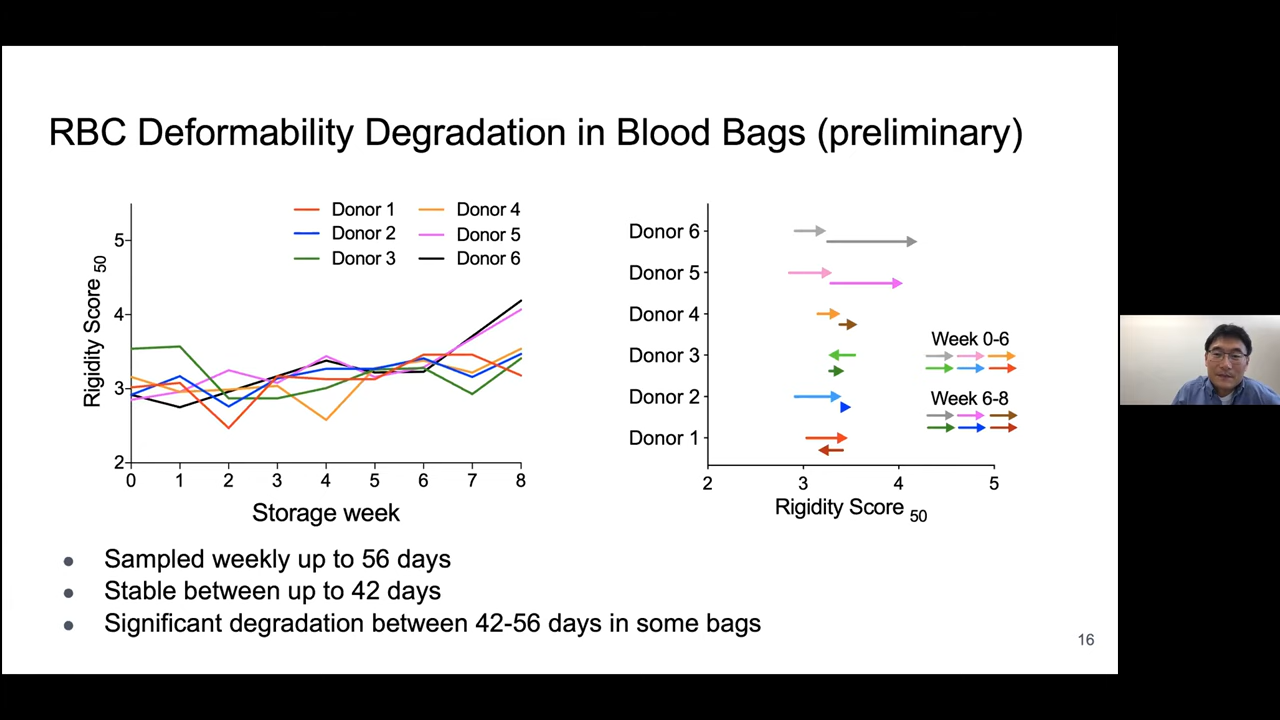 RBC Deformability Degradation in Blood Bags (preliminary)
Donor 1
Donor 4
Donor 2
Donor 5
Donor 3
Donor 6
5
4
3
2
Rigidity Score 50
0 1 2 3 4 5 6 7 8
Storage week
Donor 6
Donor 5
Donor 4
Donor 3
Donor 2
Donor 1
Week 0-6
Week 6-8
2 3 4 5
Rigidity Score 50
Sampled weekly up to 56 days
Stable between up to 42 days
Significant degradation between 42-56 days in some bags
16